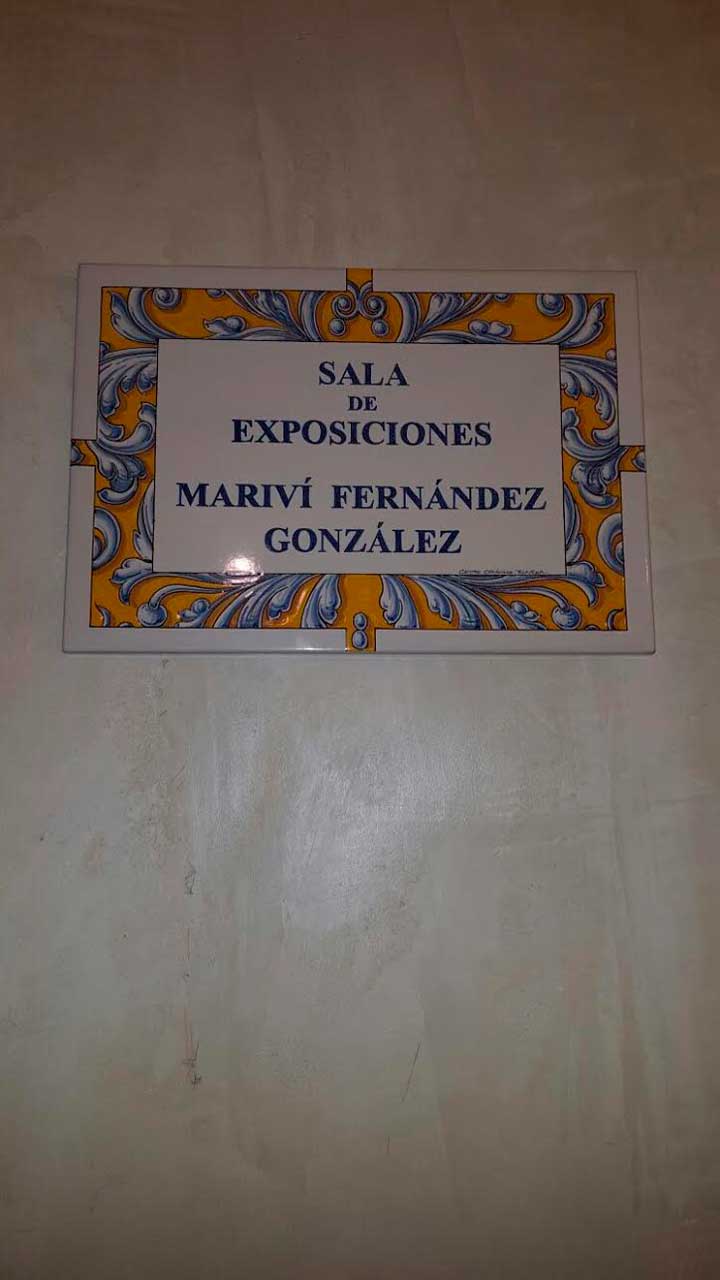 SALA
DE
EXPOSICIONES
MARIVÍ FERNÁNDEZ
GONZÁLEZ